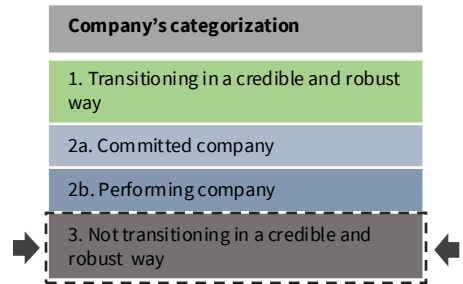 Company's categorization
1. Transitioning in a credible and robust
way
2a. Committed company
2b. Performing company
3. Not transitioning in a credible and
robust way